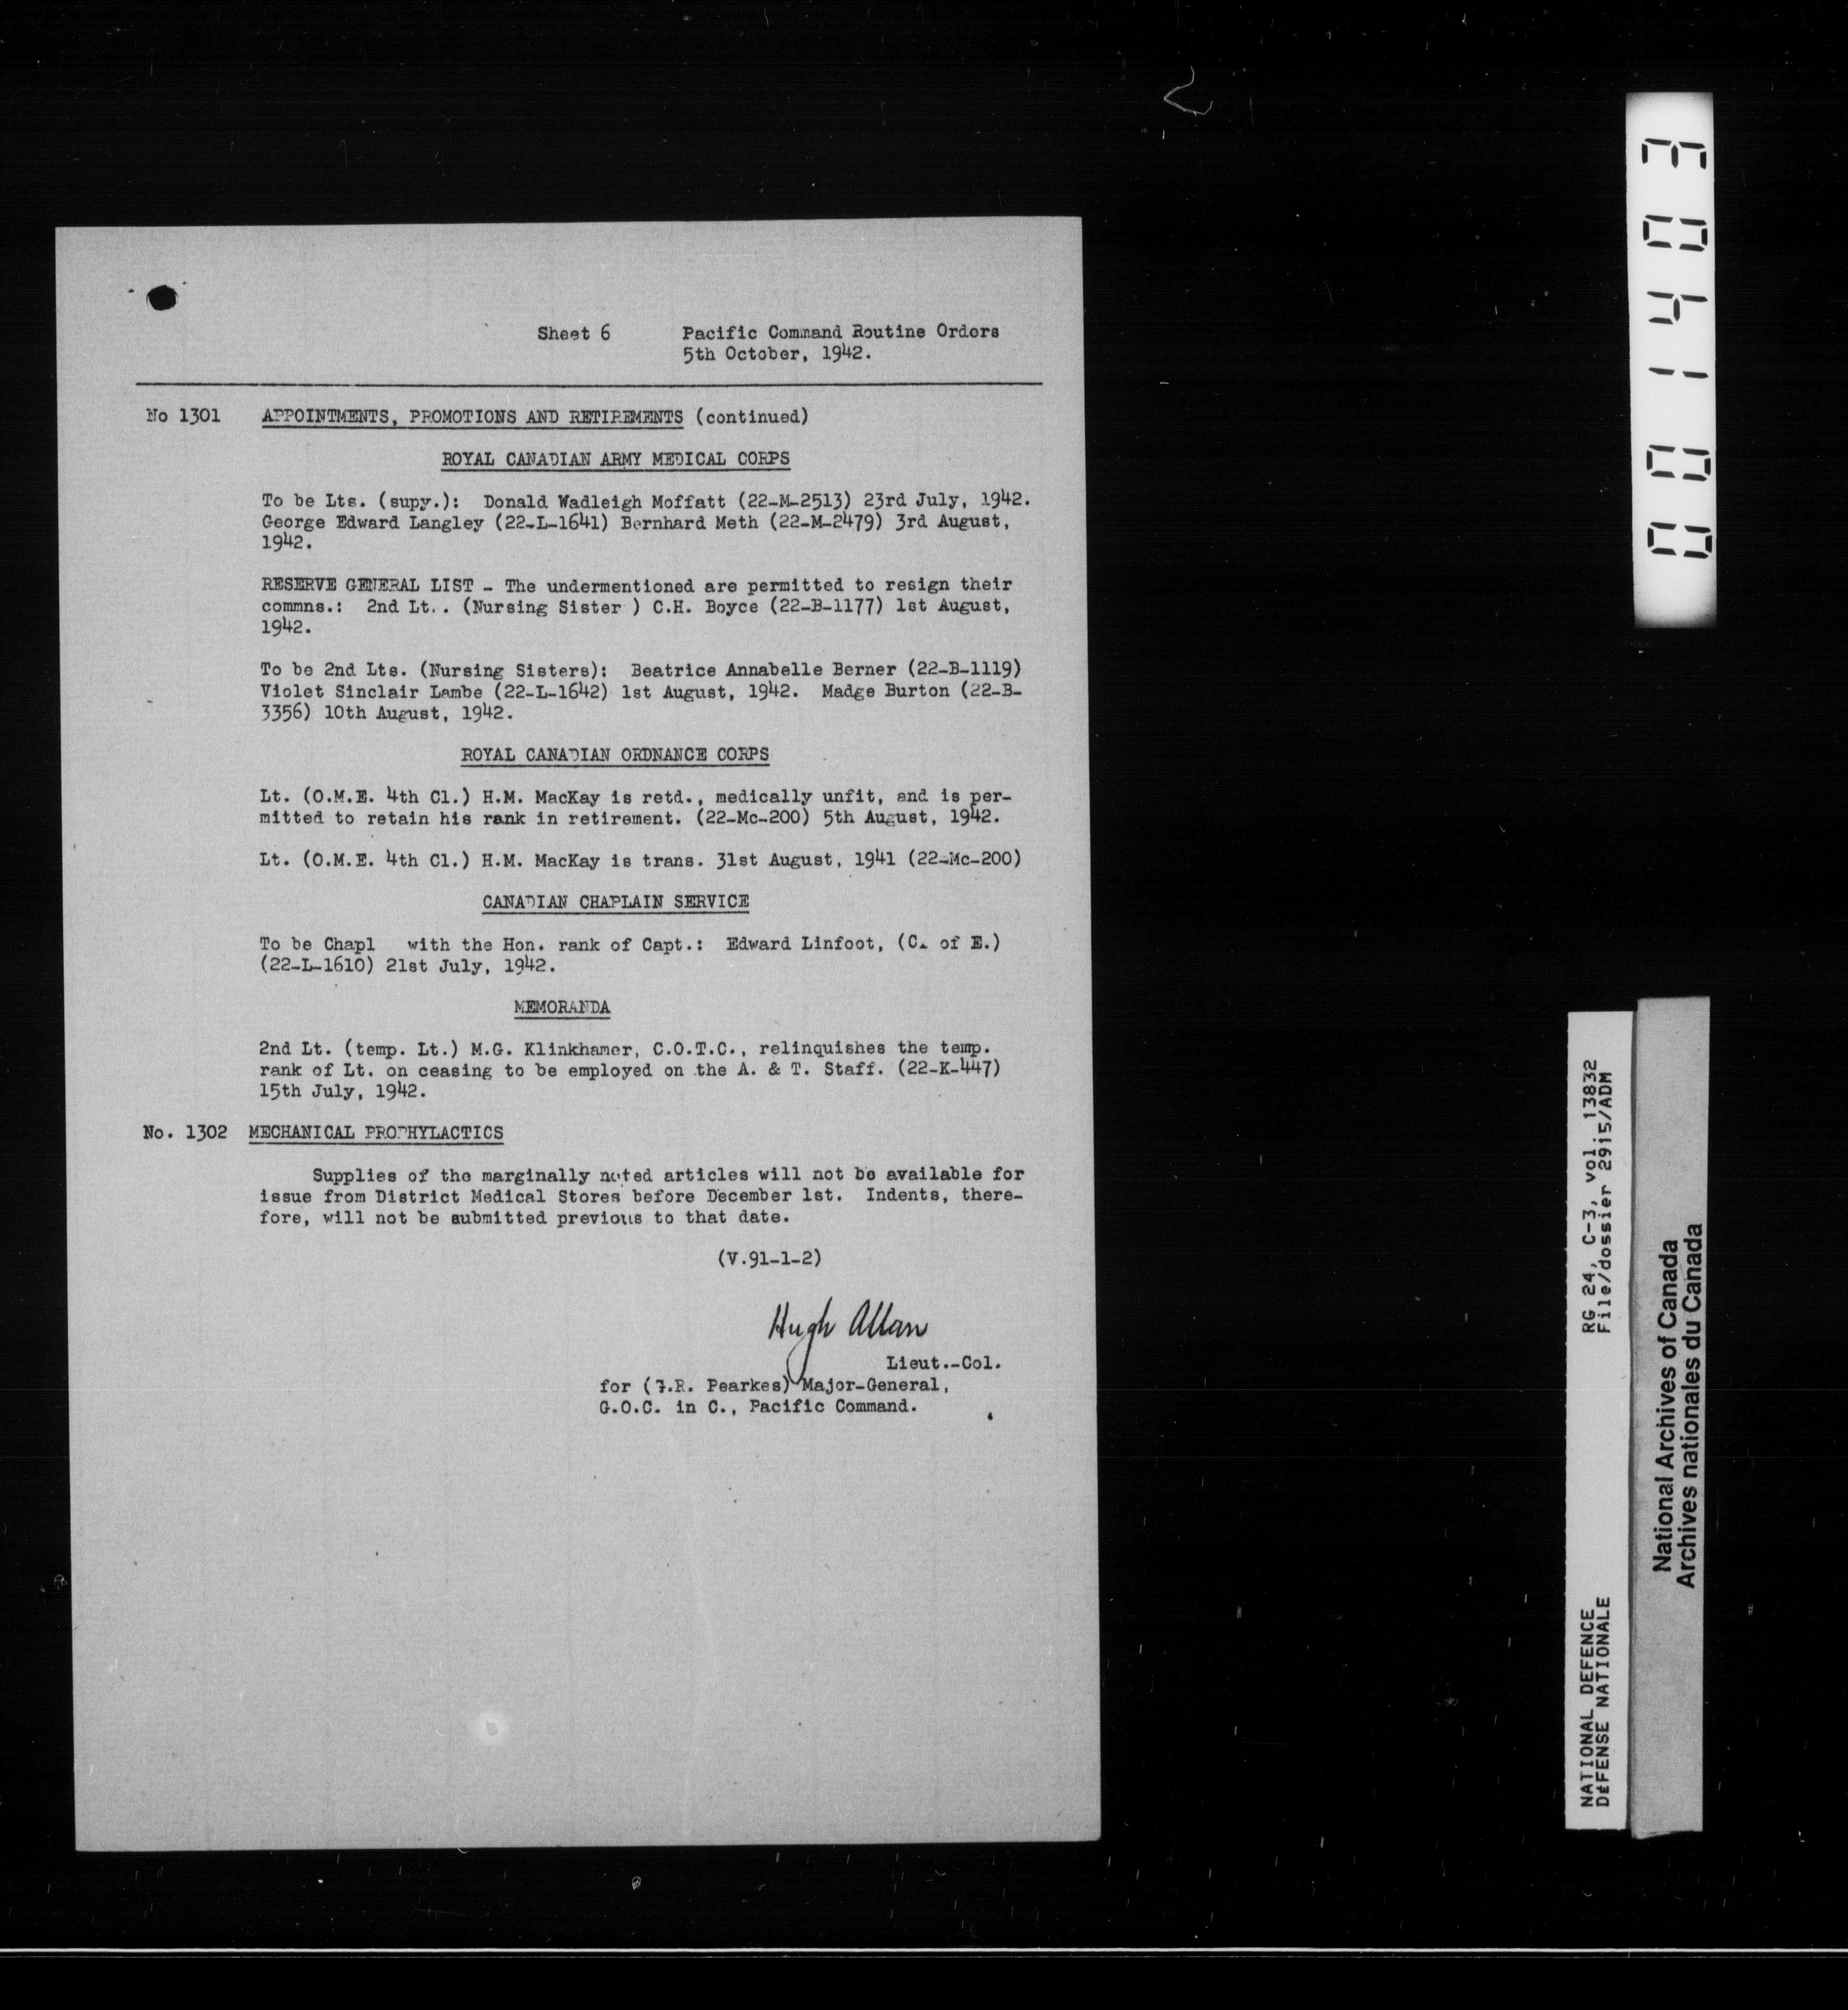 Sheet 6 Pacific Command Routine Orders
5th October, 1942.
No 1301 APPOINTMENTS, PROMOTIONS AND RETIREMENTS (continued)
ROYAL CANADIAN ARMY MEDICAL CORPS
To be Lts. (supy.): Donald Wadleigh Moffatt (22-M-2513) 23rd July, 1942.
George Edward Langley (22-L-1641) Bernhard Meth (22-M-2479) 3rd August,
1942.
RESERVE GENERAL LIST - The undermentioned are permitted to resign their
commns.: 2nd Lt.. (Nursing Sister ) C.H. Boyce (22-B-1177) 1st August,
1942.
To be 2nd Lts. (Nursing Sisters): Beatrice Annabelle Berner (22-B-1119)
Violet Sinclair Lambe (22-L-1642) 1st August, 1942. Madge Burton (22-B-
3356) 10th August, 1942.
ROYAL CANADIAN ORDNANCE CORPS
Lt. (O.M.E. 4th Cl.) H.M. MacKay is retd., medically unfit, and is per-
mitted to retain his rank in retirement. (22-Mc-200) 5th August, 1942.
Lt. (O.M.E. 4th Cl.) H.M. MacKay is trans. 31st August, 1941 (22-Mc-200)
CANADIAN CHAPLAIN SERVICE
To be Chapl with the Hon. rank of Capt.: Edward Linfoot, (C. of E.)
(22-L-1610) 21st July, 1942.
MEMORANDA
2nd Lt. (temp. Lt.) M.G. Klinkhamer, C.O.T.C., relinquishes the temp.
rank of Lt. on ceasing to be employed on the A. & T. Staff. (22-K-447)
15th July, 1942.
No. 1302 MECHANICAL PROPHYLACTICS
Supplies of the marginally noted articles will not be available for
issue from District Medical Stores before December 1st. Indents, there-
fore, will not be submitted previous to that date.
(V.91-1-2)
Hugh Allan
Lieut.-Col.
for (G.R. Pearkes) Major-General,
G.O.C. in C., Pacific Command.
001403
RG 24, C-3, vol. 13832
File/dossier 2915/ADM
NATIONAL DEFENCE
DÉFENSE NATIONALE
National Archives of Canada
Archives nationales du Canada